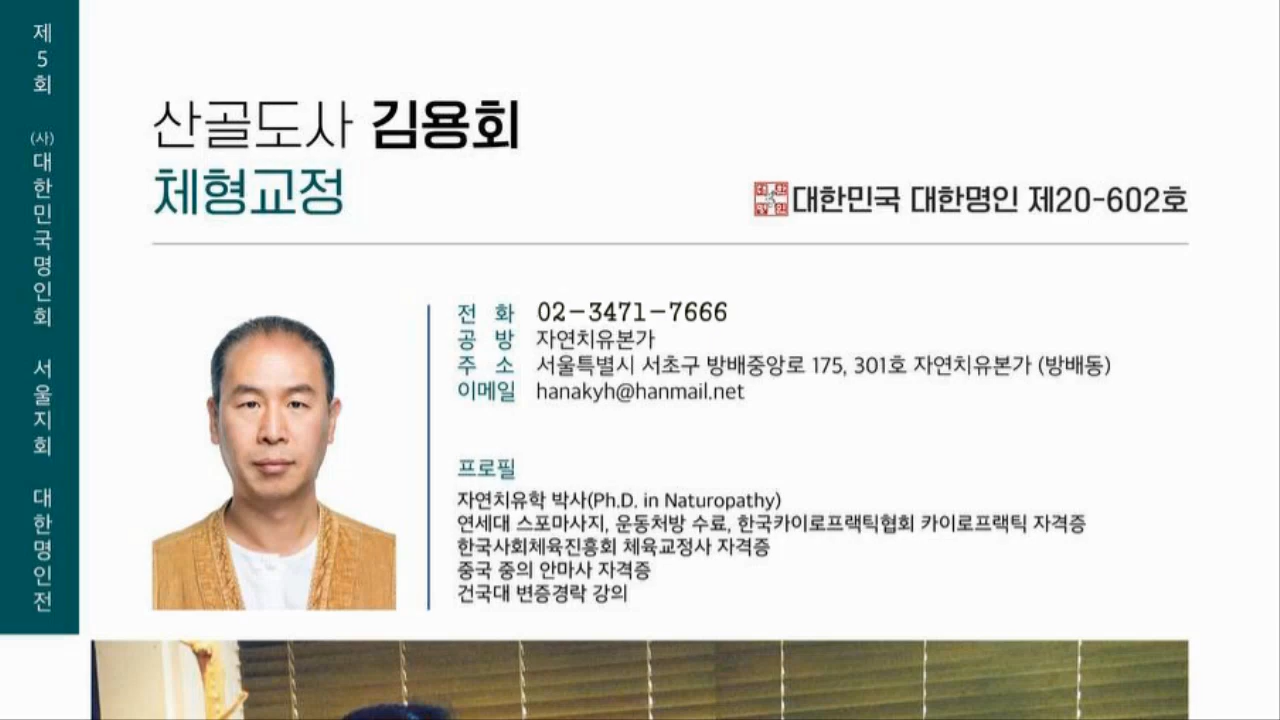 제5회 (사)대한민국명인회 서울지회 대한명인전
산골도사 김용회
체형교정
대한명인 대한민국 대한명인 제20-602호
전 화 02-3471-7666
공 방 자연치유본가
주 소 서울특별시 서초구 방배중앙로 175, 301호 자연치유본가 (방배동)
이메일 hanakyh@hanmail.net
프로필
자연치유학 박사(Ph.D. in Naturopathy)
연세대 스포마사지, 운동처방 수료, 한국카이로프랙틱협회 카이로프랙틱 자격증
한국사회체육진흥회 체육교정사 자격증
중국 중의 안마사 자격증
건국대 변증경락 강의